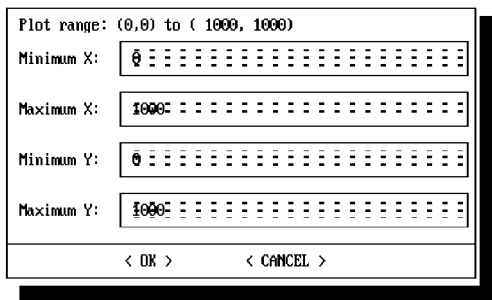 Plot range: (0,0) to ( 1000, 1000)
Minimum X: 0
Maximum X: 1000
Minimum Y: 0
Maximum Y: 1000
< OK > < CANCEL >